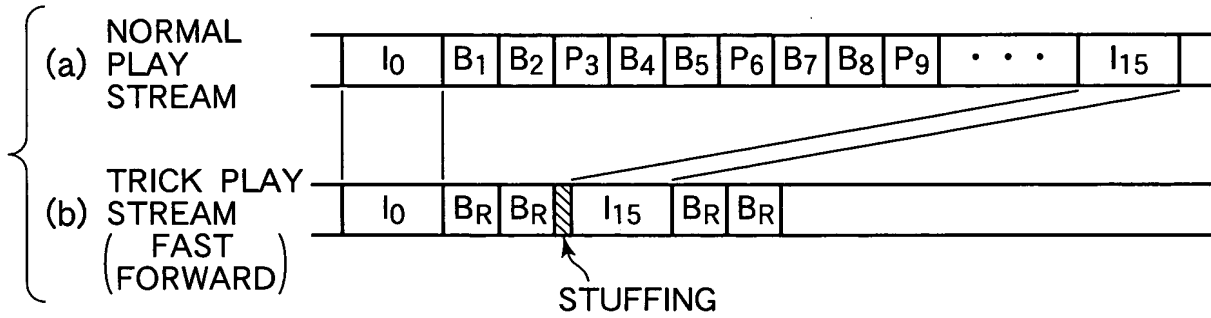 (a) NORMAL PLAY STREAM
I0 B1 B2 P3 B4 B5 P6 B7 B8 P9 · · · I15
(b) TRICK PLAY STREAM (FAST FORWARD)
I0 BR BR I15 BR BR
STUFFING